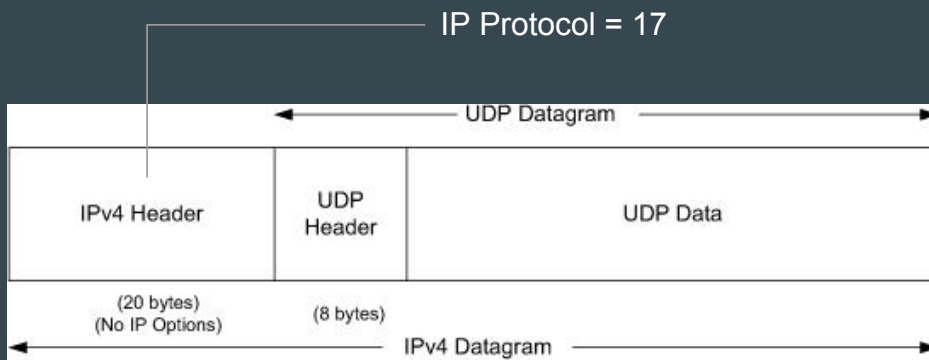 IP Protocol = 17
UDP Datagram
IPv4 Header
UDP
Header
UDP Data
(20 bytes)
(No IP Options)
(8 bytes)
IPv4 Datagram